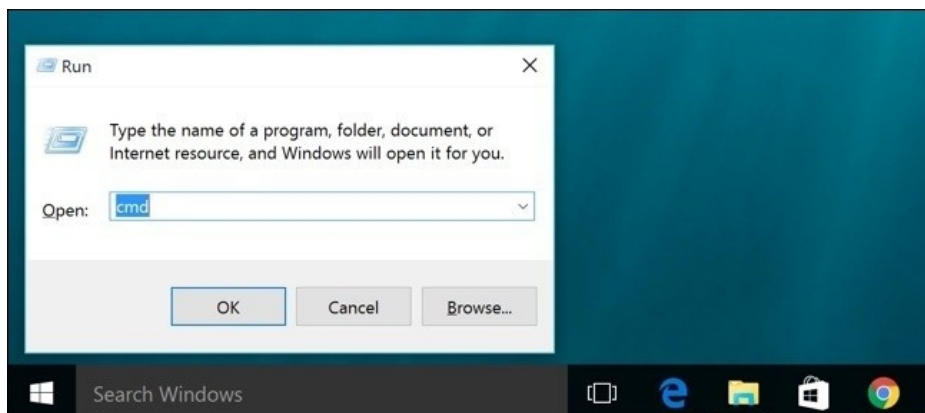 Run
Type the name of a program, folder, document, or
Internet resource, and Windows will open it for you.
Open:
cmd
OK
Cancel
Browse...
Search Windows